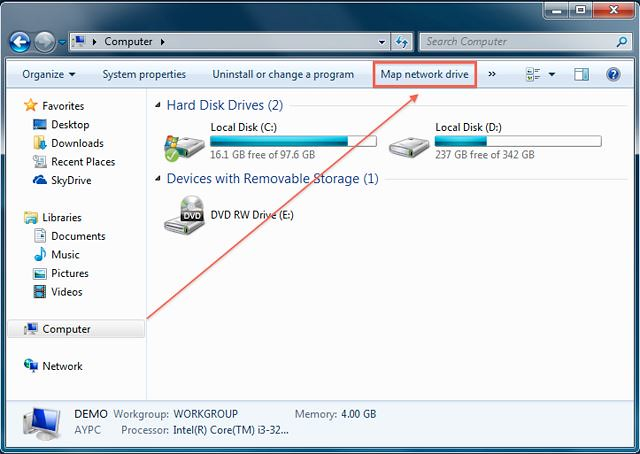 Computer
Search Computer
Organize
System properties
Uninstall or change a program
Map network drive
»
Favorites
Desktop
Downloads
Recent Places
SkyDrive
Libraries
Documents
Music
Pictures
Videos
Computer
Network
Hard Disk Drives (2)
Local Disk (C:)
16.1 GB free of 97.6 GB
Local Disk (D:)
237 GB free of 342 GB
Devices with Removable Storage (1)
DVD
DVD RW Drive (E:)
DEMO Workgroup: WORKGROUP Memory: 4.00 GB
AYPC Processor: Intel(R) Core(TM) i3-32...